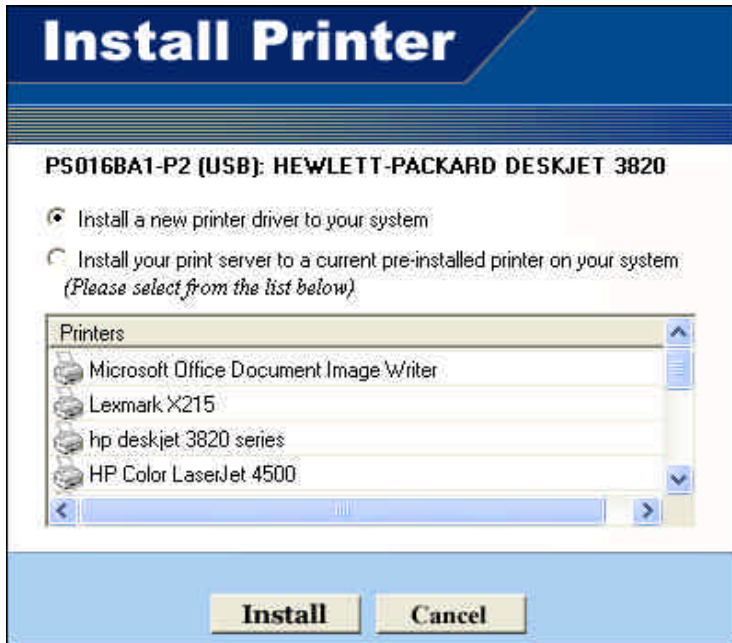 Install Printer
PS016BA1-P2 (USB): HEWLETT-PACKARD DESKJET 3820
Install a new printer driver to your system
Install your print server to a current pre-installed printer on your system
(Please select from the list below)
Printers
Microsoft Office Document Image Writer
Lexmark X215
hp deskjet 3820 series
HP Color LaserJet 4500
Install
Cancel